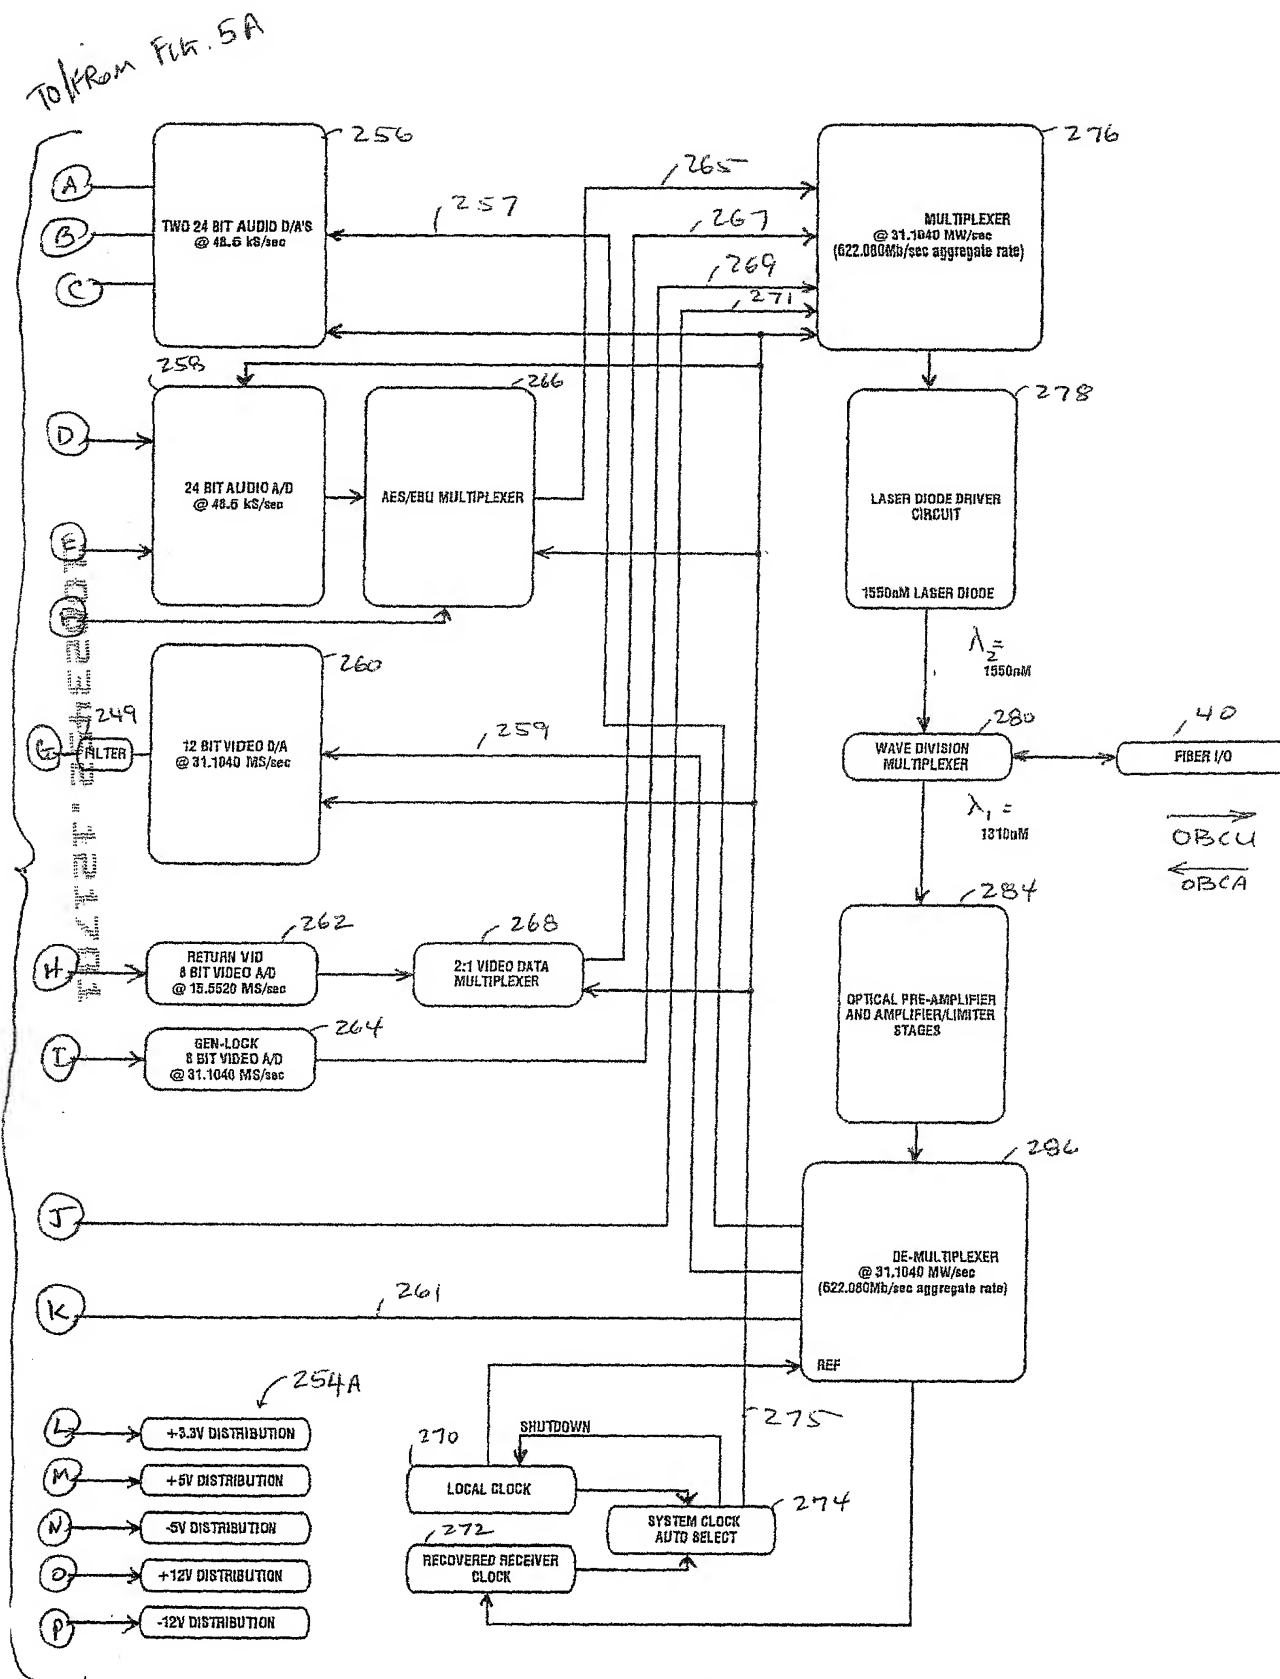 TO/FROM FIG. 5A
256
276
A
265
TWO 24 BIT AUDIO D/A'S
@ 48.6 kS/sec
257
267
MULTIPLEXER
@ 31.1040 MW/sec
(622.080Mb/sec aggregate rate)
B
C
269
271
258
266
278
D
24 BIT AUDIO A/D
@ 48.6 kS/sec
AES/EBU MULTIPLEXER
LASER DIODE DRIVER
CIRCUIT
1550nM LASER DIODE
E
260
λ2=
1550nM
249
G
FILTER
12 BIT VIDEO D/A
@ 31.1040 MS/sec
259
280
WAVE DIVISION
MULTIPLEXER
40
FIBER I/O
λ1 =
1310nM
OBCU
OBCA
284
262
268
H
RETURN VID
8 BIT VIDEO A/D
@ 15.5520 MS/sec
2:1 VIDEO DATA
MULTIPLEXER
OPTICAL PRE-AMPLIFIER
AND AMPLIFIER/LIMITER
STAGES
264
I
GEN-LOCK
8 BIT VIDEO A/D
@ 31.1040 MS/sec
286
J
DE-MULTIPLEXER
@ 31.1040 MW/sec
(622.080Mb/sec aggregate rate)
K
261
REF
254A
275
L
+3.3V DISTRIBUTION
SHUTDOWN
270
LOCAL CLOCK
M
+5V DISTRIBUTION
274
SYSTEM CLOCK
AUTO SELECT
N
-5V DISTRIBUTION
272
RECOVERED RECEIVER
CLOCK
O
+12V DISTRIBUTION
P
-12V DISTRIBUTION